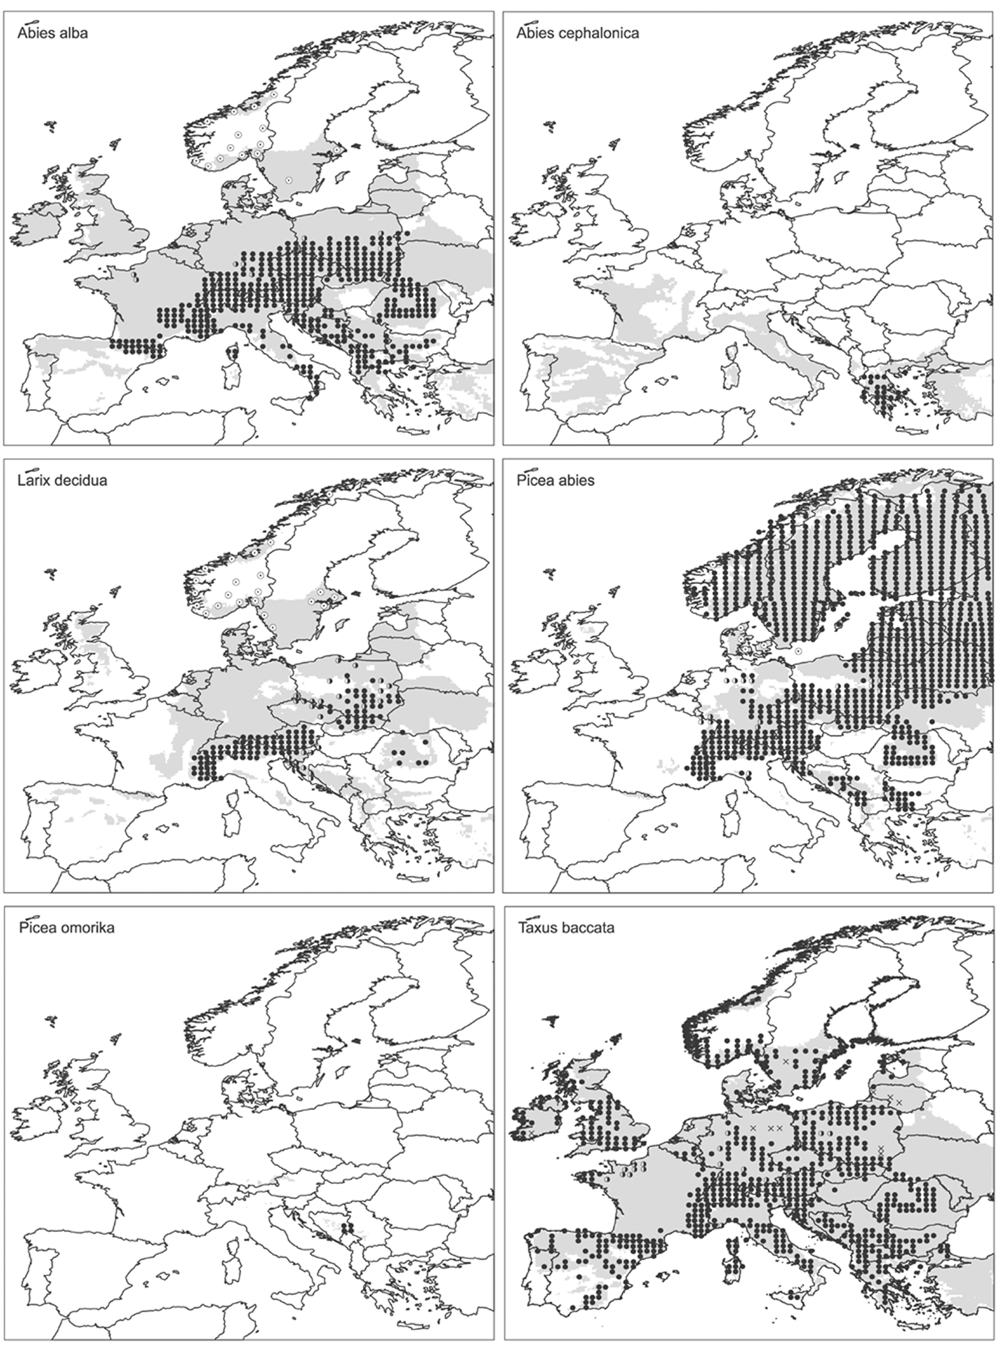 Abies alba
Abies cephalonica
Larix decidua
Picea abies
Picea omorika
Taxus baccata